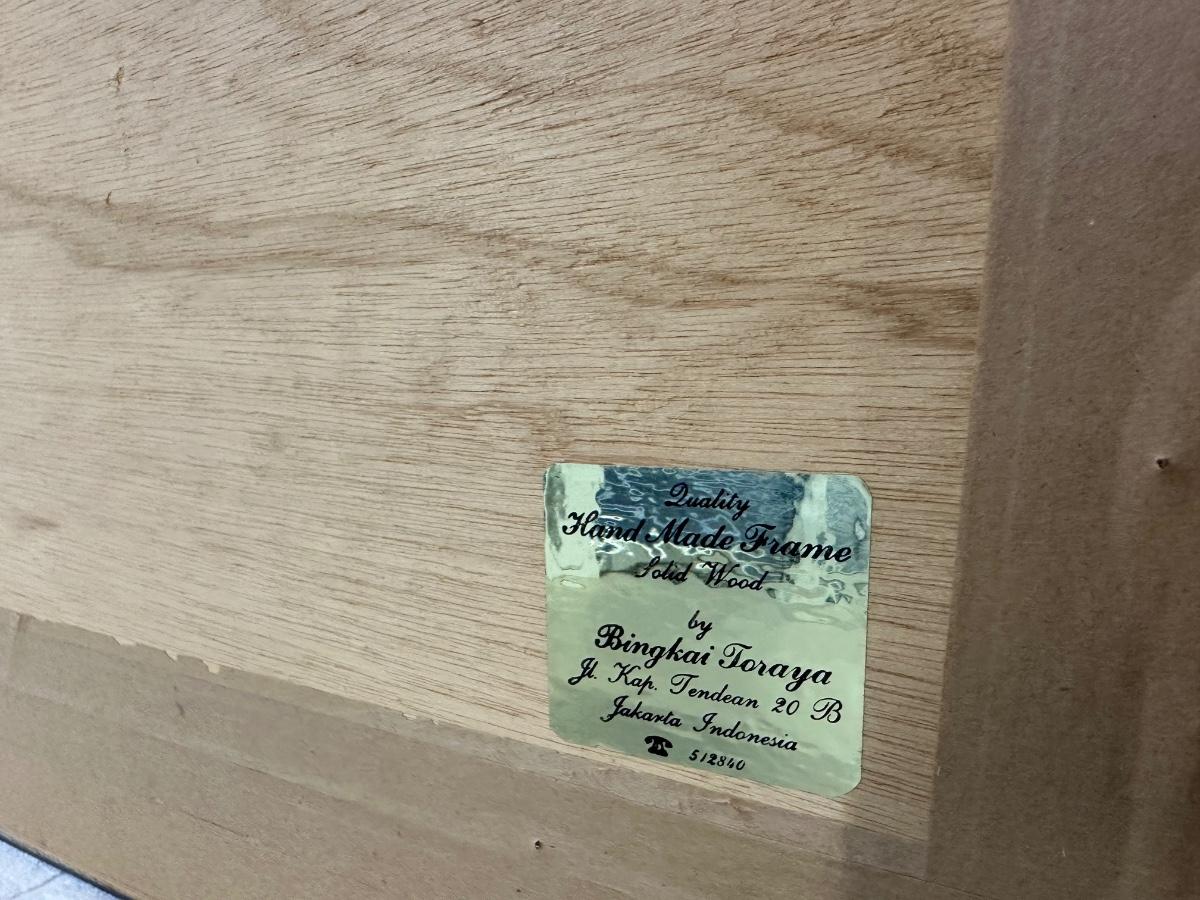 Quality
Hand Made Frame
Solid Wood
by
Bingkai Toraya
Jl. Kap. Tendean 20 B
Jakarta Indonesia
☎ 512840